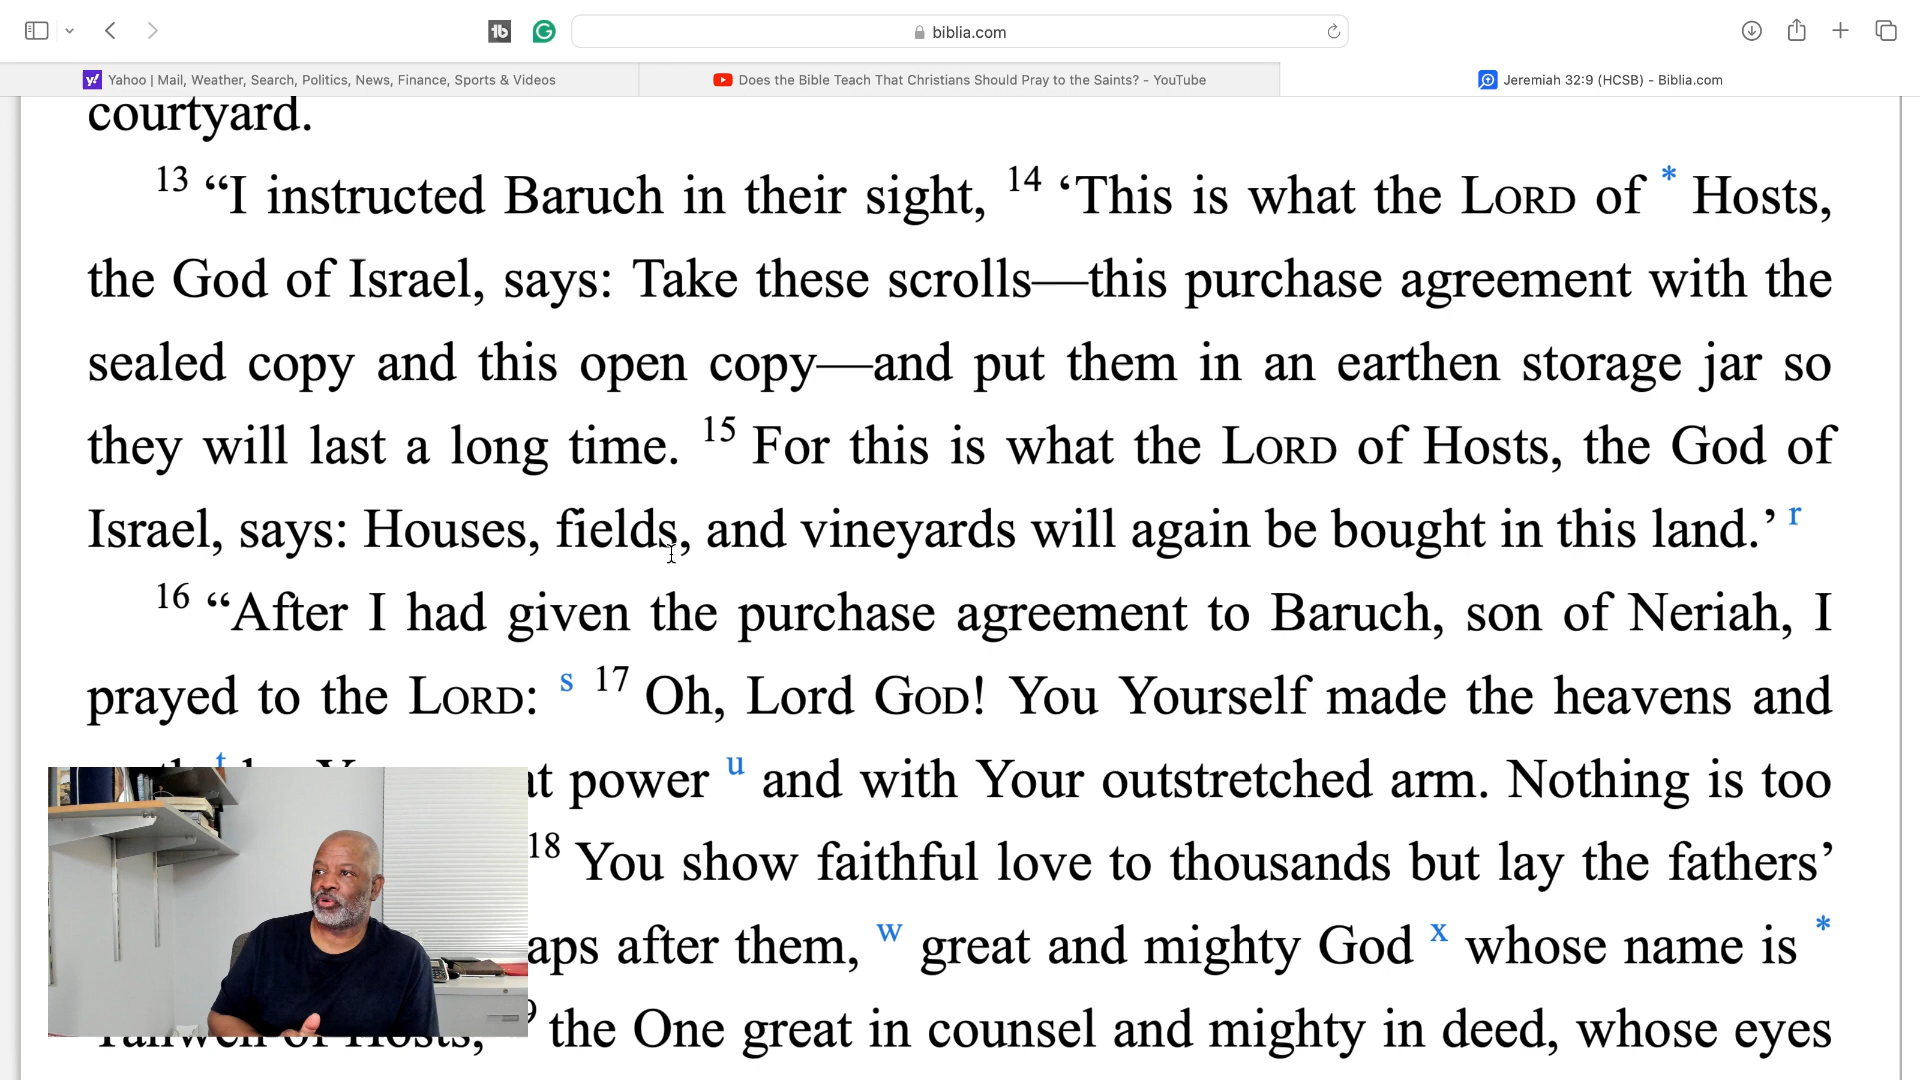 biblia.com
Yahoo | Mail, Weather, Search, Politics, News, Finance, Sports & Videos
Does the Bible Teach That Christians Should Pray to the Saints? - YouTube
Jeremiah 32:9 (HCSB) - Biblia.com
courtyard.
13 “I instructed Baruch in their sight, 14 ‘This is what the LORD of * Hosts,
the God of Israel, says: Take these scrolls—this purchase agreement with the
sealed copy and this open copy—and put them in an earthen storage jar so
they will last a long time. 15 For this is what the LORD of Hosts, the God of
Israel, says: Houses, fields, and vineyards will again be bought in this land.’ r
16 “After I had given the purchase agreement to Baruch, son of Neriah, I
prayed to the LORD: s 17 Oh, Lord GOD! You Yourself made the heavens and
t power u and with Your outstretched arm. Nothing is too
18 You show faithful love to thousands but lay the fathers’
after them, w great and mighty God x whose name is *
of Hosts, the One great in counsel and mighty in deed, whose eyes